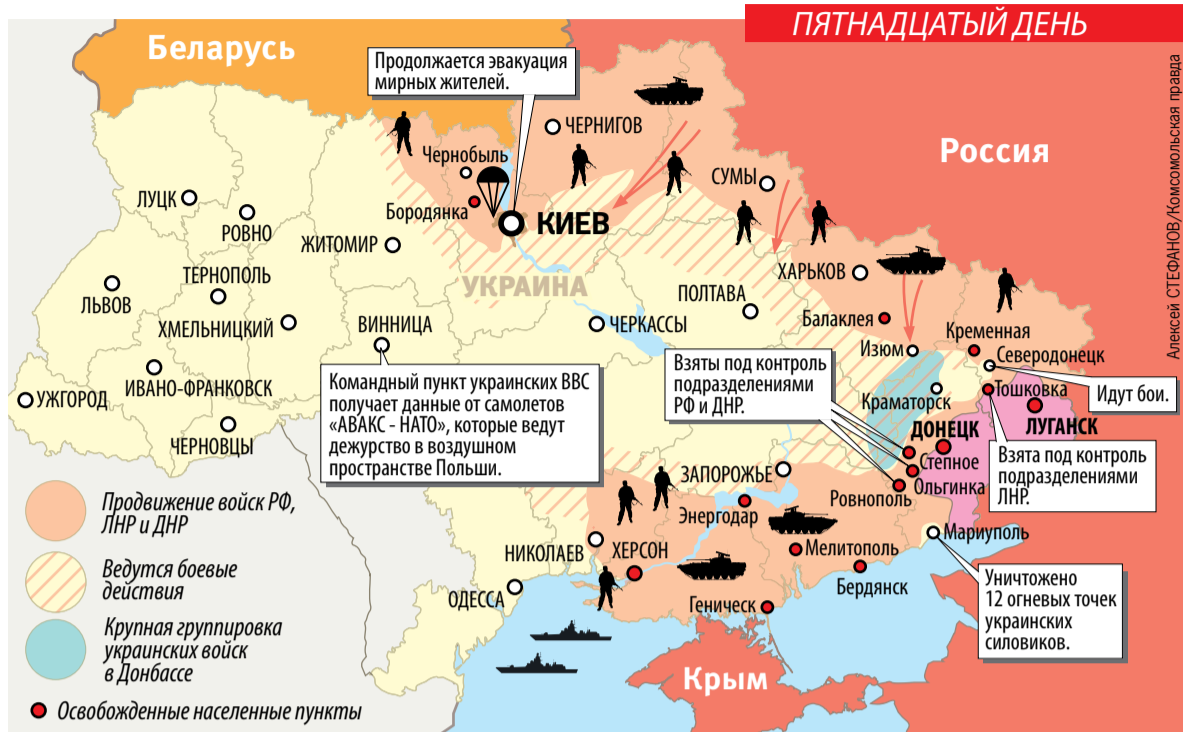 ПЯТНАДЦАТЫЙ ДЕНЬ
Алексей СТЕФАНОВ/Комсомольская правда
Беларусь
Россия
Продолжается эвакуация
мирных жителей.
ЧЕРНИГОВ
Чернобыль
СУМЫ
ЛУЦК
РОВНО
Бородянка
КИЕВ
ЖИТОМИР
ТЕРНОПОЛЬ
УКРАИНА
ПОЛТАВА
ХАРЬКОВ
ЛЬВОВ
ХМЕЛЬНИЦКИЙ
ВИННИЦА
ЧЕРКАССЫ
Балаклея
Кременная
Изюм
Северодонецк
ИВАНО-ФРАНКОВСК
УЖГОРОД
ЧЕРНОВЦЫ
Командный пункт украинских ВВС
получает данные от самолетов
«АВАКС - НАТО», которые ведут
дежурство в воздушном
пространстве Польши.
Взяты под контроль
подразделениями
РФ и ДНР.
Краматорск
Тошковка
Идут бои.
ДОНЕЦК
ЛУГАНСК
Взята под контроль
подразделениями
ЛНР.
Степное
Ольгинка
Ровнополь
ЗАПОРОЖЬЕ
Энергодар
НИКОЛАЕВ
ХЕРСОН
Мелитополь
Мариуполь
Бердянск
ОДЕССА
Геническ
Уничтожено
12 огневых точек
украинских
силовиков.
Крым
Продвижение войск РФ,
ЛНР и ДНР
Ведутся боевые
действия
Крупная группировка
украинских войск
в Донбассе
Освобожденные населенные пункты